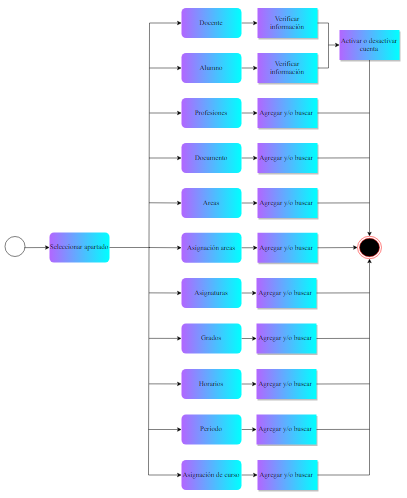 Docente
Verificar
información
Activar o desactivar
cuenta
Alumno
Verificar
información
Profesiones
Agregar y/o buscar
Documento
Agregar y/o buscar
Areas
Agregar y/o buscar
Seleccionar apartado
Asignación areas
Agregar y/o buscar
Asignaturas
Agregar y/o buscar
Grados
Agregar y/o buscar
Horarios
Agregar y/o buscar
Periodo
Agregar y/o buscar
Asignación de curso
Agregar y/o buscar